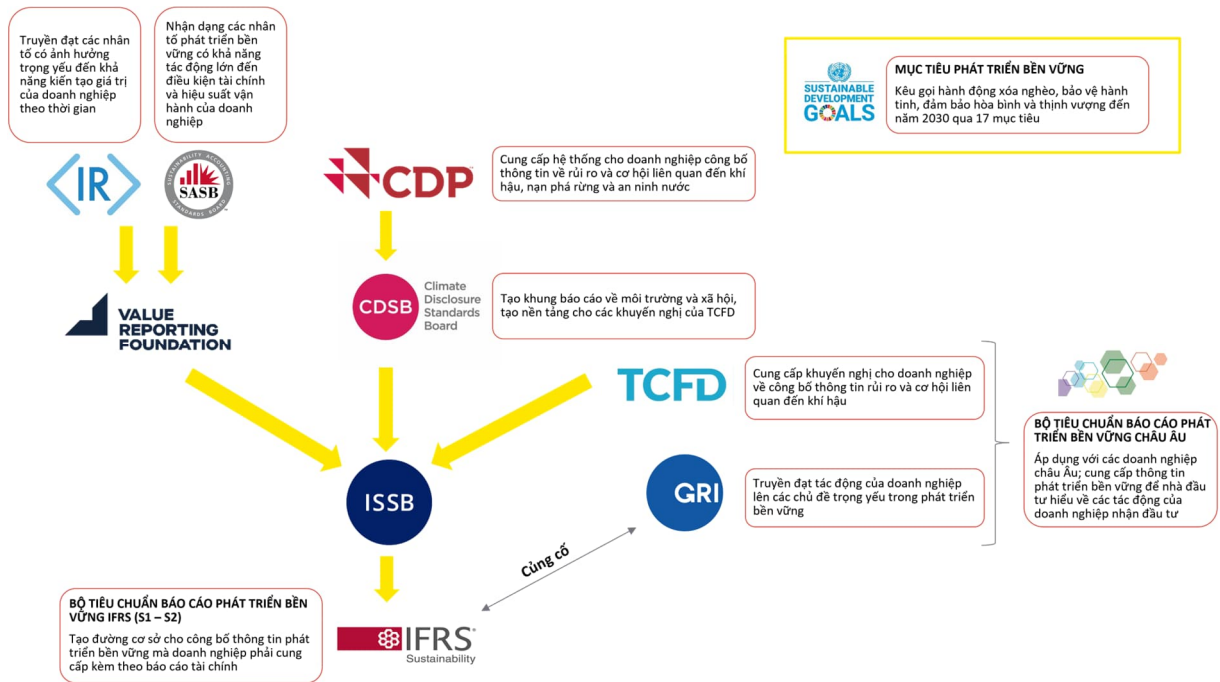 Truyền đạt các nhân
tố có ảnh hưởng
trọng yếu đến khả
năng kiến tạo giá trị
của doanh nghiệp
theo thời gian
Nhận dạng các nhân
tố phát triển bền
vững có khả năng
tác động lớn đến
điều kiện tài chính
và hiệu suất vận
hành của doanh
nghiệp
SUSTAINABLE
DEVELOPMENT
GOALS
MỤC TIÊU PHÁT TRIỂN BỀN VỮNG
Kêu gọi hành động xóa nghèo, bảo vệ hành
tinh, đảm bảo hòa bình và thịnh vượng đến
năm 2030 qua 17 mục tiêu
<IR>
SUSTAINABILITY ACCOUNTING
SASB
STANDARDS BOARD
TM
CDP
Cung cấp hệ thống cho doanh nghiệp công bố
thông tin về rủi ro và cơ hội liên quan đến khí
hậu, nạn phá rừng và an ninh nước
VALUE
REPORTING
FOUNDATION
CDSB
Climate
Disclosure
Standards
Board
Tạo khung báo cáo về môi trường và xã hội,
tạo nền tảng cho các khuyến nghị của TCFD
TCFD
Cung cấp khuyến nghị cho doanh nghiệp
về công bố thông tin rủi ro và cơ hội liên
quan đến khí hậu
BỘ TIÊU CHUẨN BÁO CÁO PHÁT
TRIỂN BỀN VỮNG CHÂU ÂU
Áp dụng với các doanh nghiệp
châu Âu; cung cấp thông tin
phát triển bền vững để nhà đầu
tư hiểu về các tác động của
doanh nghiệp nhận đầu tư
ISSB
GRI
Truyền đạt tác động của doanh nghiệp
lên các chủ đề trọng yếu trong phát triển
bền vững
Củng cố
BỘ TIÊU CHUẨN BÁO CÁO PHÁT TRIỂN BỀN
VỮNG IFRS (S1 – S2)
Tạo đường cơ sở cho công bố thông tin phát
triển bền vững mà doanh nghiệp phải cung
cấp kèm theo báo cáo tài chính
IFRS
Sustainability